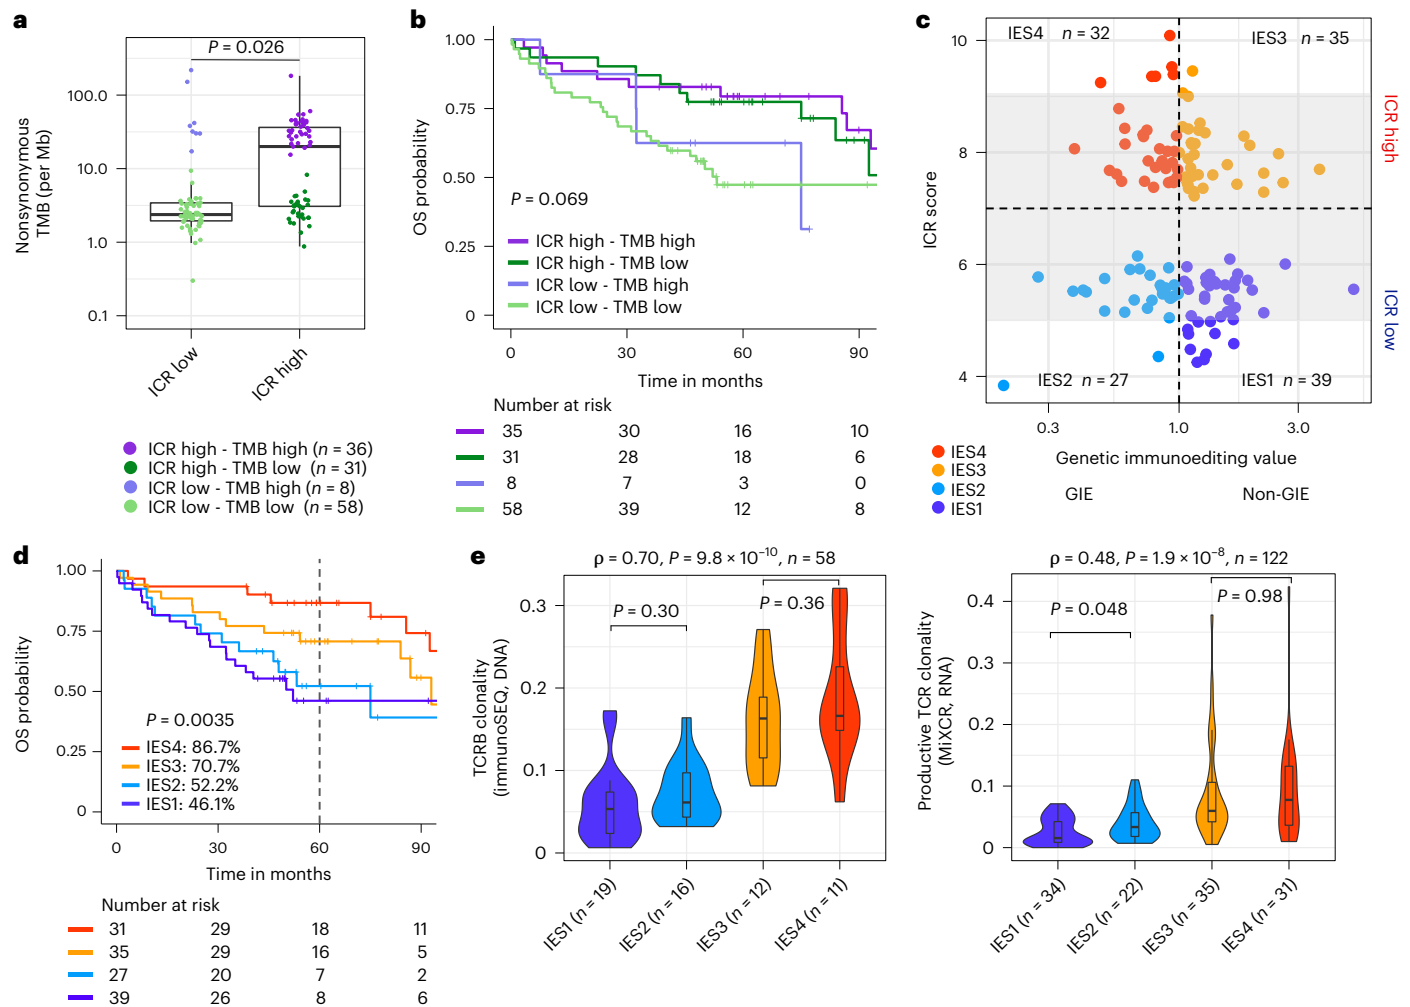 a
P = 0.026
Nonsynonymous
TMB (per Mb)
100.0
10.0
1.0
0.1
ICR low
ICR high
ICR high - TMB high (n = 36)
ICR high - TMB low (n = 31)
ICR low - TMB high (n = 8)
ICR low - TMB low (n = 58)
b
OS probability
1.00
0.75
0.50
0.25
0
P = 0.069
ICR high - TMB high
ICR high - TMB low
ICR low - TMB high
ICR low - TMB low
0 30 60 90
Time in months
Number at risk
35 30 16 10
31 28 18 6
8 7 3 0
58 39 12 8
c
IES4 n = 32
IES3 n = 35
ICR score
10
8
6
4
ICR high
ICR low
IES2 n = 27
IES1 n = 39
0.3 1.0 3.0
Genetic immunoediting value
GIE Non-GIE
IES4
IES3
IES2
IES1
d
OS probability
1.00
0.75
0.50
0.25
0
P = 0.0035
IES4: 86.7%
IES3: 70.7%
IES2: 52.2%
IES1: 46.1%
0 30 60 90
Time in months
Number at risk
31 29 18 11
35 29 16 5
27 20 7 2
39 26 8 6
e
ρ = 0.70, P = 9.8 × 10⁻¹⁰, n = 58
P = 0.30
P = 0.36
TCRB clonality
(immunoSEQ, DNA)
0.3
0.2
0.1
0
IES1 (n = 19)
IES2 (n = 16)
IES3 (n = 12)
IES4 (n = 11)
ρ = 0.48, P = 1.9 × 10⁻⁸, n = 122
P = 0.048
P = 0.98
Productive TCR clonality
(MiXCR, RNA)
0.4
0.3
0.2
0.1
0
IES1 (n = 34)
IES2 (n = 22)
IES3 (n = 35)
IES4 (n = 31)